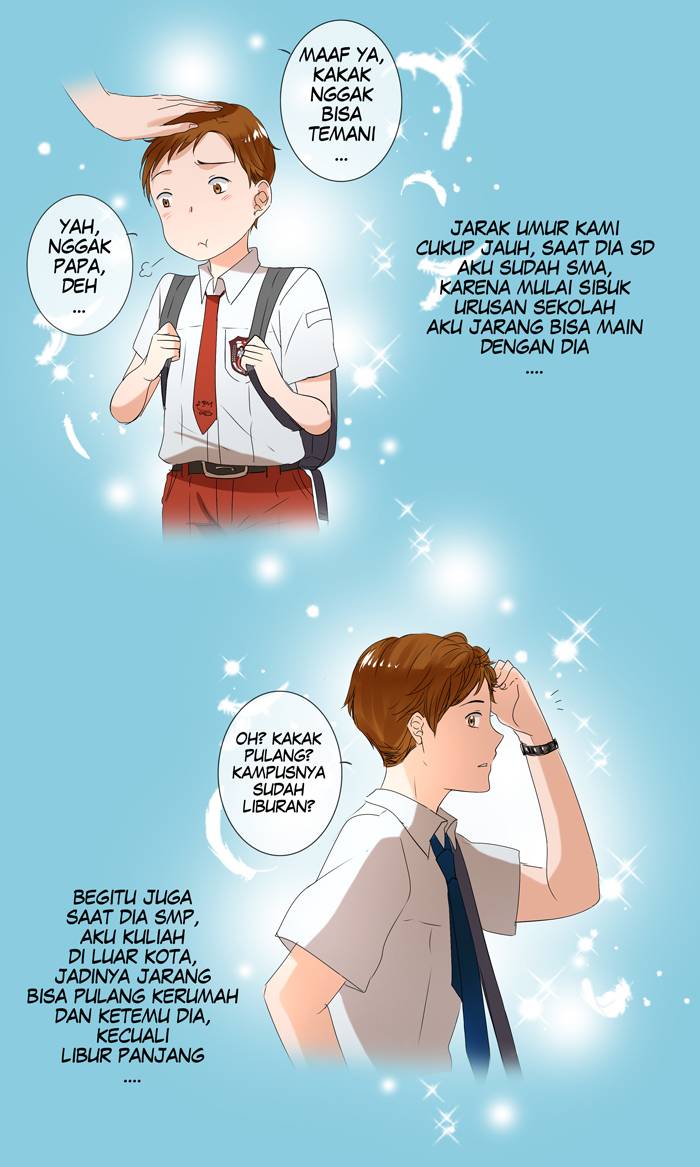 MAAF YA,
KAKAK
NGGAK
BISA
TEMANI
...
YAH,
NGGAK
PAPA,
DEH
...
JARAK UMUR KAMI
CUKUP JAUH, SAAT DIA SD
AKU SUDAH SMA,
KARENA MULAI SIBUK
URUSAN SEKOLAH
AKU JARANG BISA MAIN
DENGAN DIA
....
OH? KAKAK
PULANG?
KAMPUSNYA
SUDAH
LIBURAN?
BEGITU JUGA
SAAT DIA SMP,
AKU KULIAH
DI LUAR KOTA,
JADINYA JARANG
BISA PULANG KERUMAH
DAN KETEMU DIA,
KECUALI
LIBUR PANJANG
....